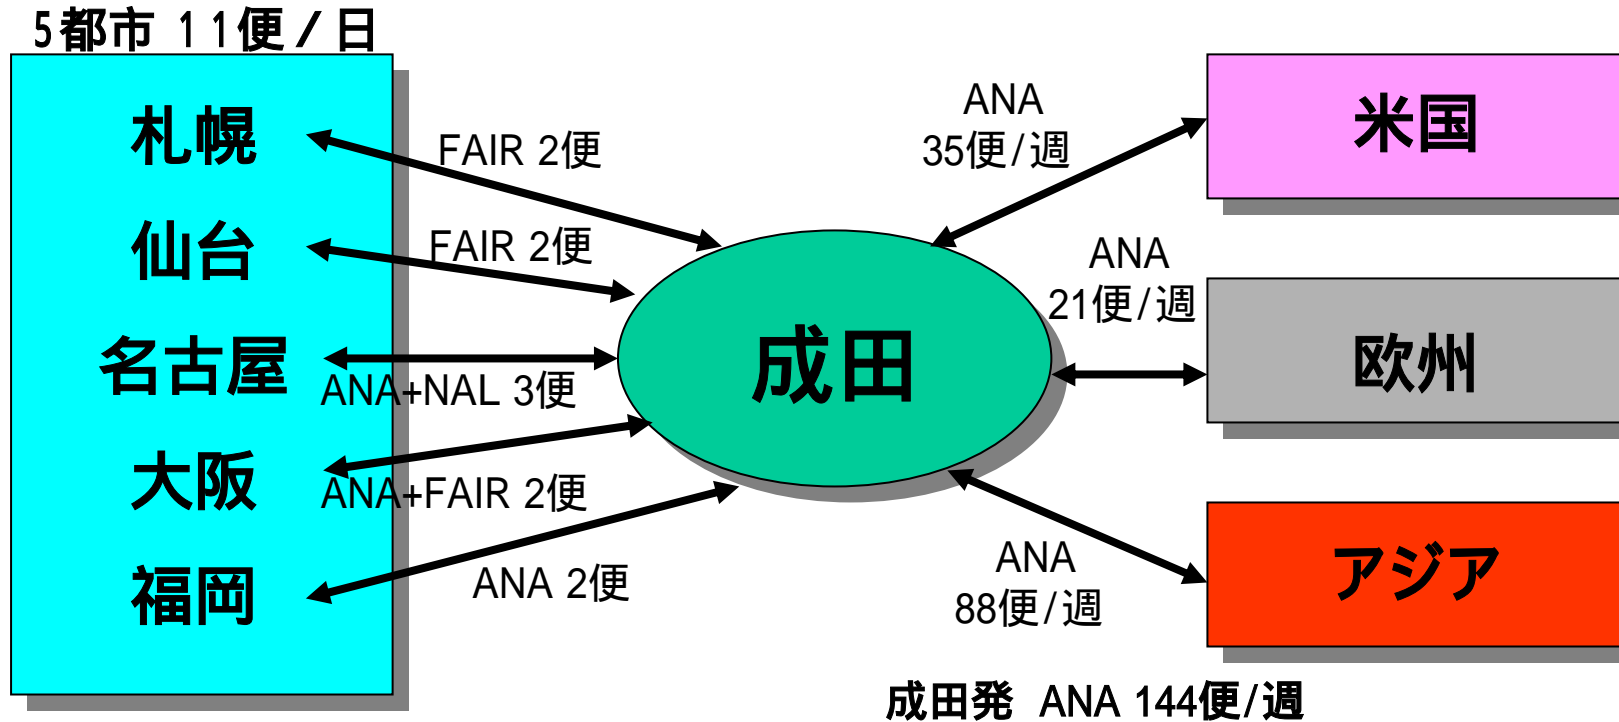 5都市 11便/日
札幌
仙台
名古屋
大阪
福岡
FAIR 2便
FAIR 2便
ANA+NAL 3便
ANA+FAIR 2便
ANA 2便
成田
ANA
35便/週
ANA
21便/週
ANA
88便/週
米国
欧州
アジア
成田発 ANA 144便/週